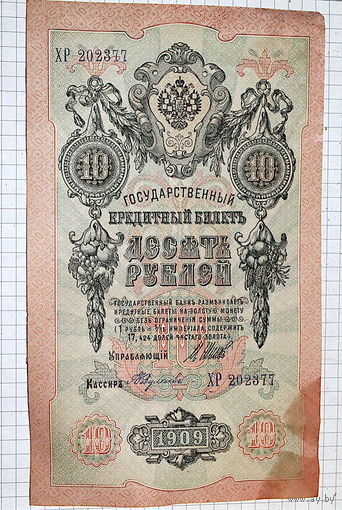 ХР 202377
10 10
ГОСУДАРСТВЕННЫЙ
КРЕДИТНЫЙ БИЛЕТЪ
ДЕСЯТЬ
РУБЛЕЙ
ГОСУДАРСТВЕННЫЙ БАНКЪ РАЗМѢНИВАЕТЪ
КРЕДИТНЫЕ БИЛЕТЫ НА ЗОЛОТУЮ МОНЕТУ
БЕЗЪ ОГРАНИЧЕНІЯ СУММЫ
(1 РУБЛЬ = 1/15 ИМПЕРІАЛА, СОДЕРЖИТЪ
17,424 ДОЛЕЙ ЧИСТАГО ЗОЛОТА)
УПРАВЛЯЮЩІЙ
10
КАССИРЪ ХР 202377
10 1909 10
www.ay.by